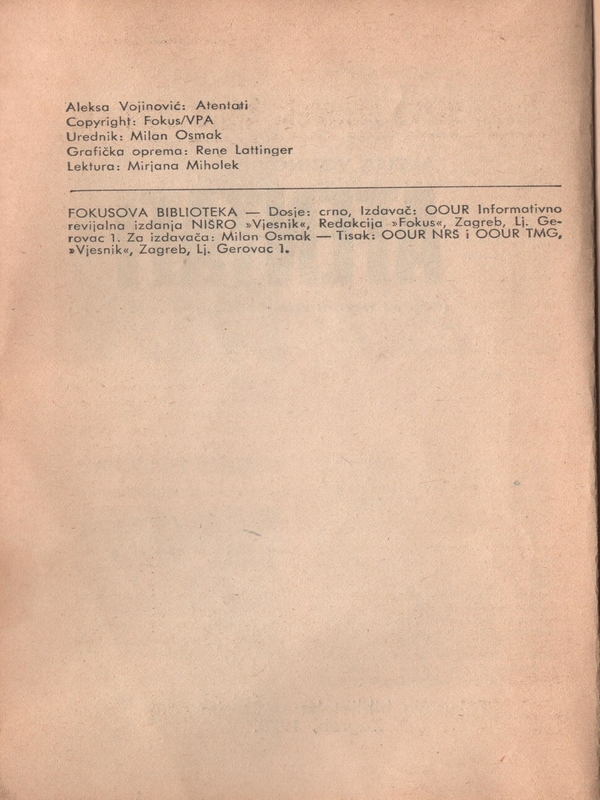 Aleksa Vojinović: Atentati
Copyright: Fokus/VPA
Urednik: Milan Osmak
Grafička oprema: Rene Lattinger
Lektura: Mirjana Miholek
FOKUSOVA BIBLIOTEKA — Dosje: crno, Izdavač: OOUR Informativno
revijalna izdanja NIŠRO »Vjesnik«, Redakcija »Fokus«, Zagreb, Lj. Ge-
rovac 1. Za izdavača: Milan Osmak — Tisak: OOUR NRS i OOUR TMG,
»Vjesnik«, Zagreb, Lj. Gerovac 1.